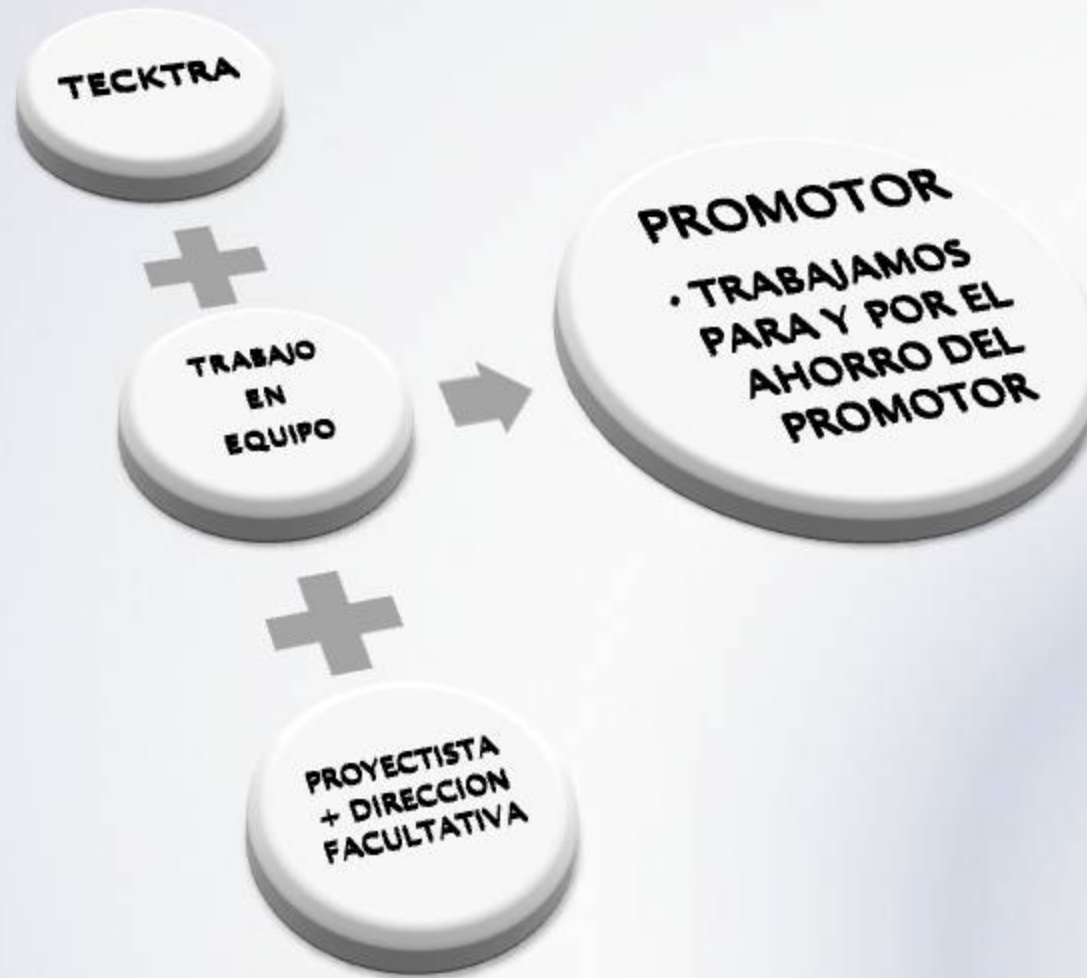 TECKTRA
TRABAJO
EN
EQUIPO
PROYECTISTA
+ DIRECCION
FACULTATIVA
PROMOTOR
• TRABAJAMOS
PARA Y POR EL
AHORRO DEL
PROMOTOR